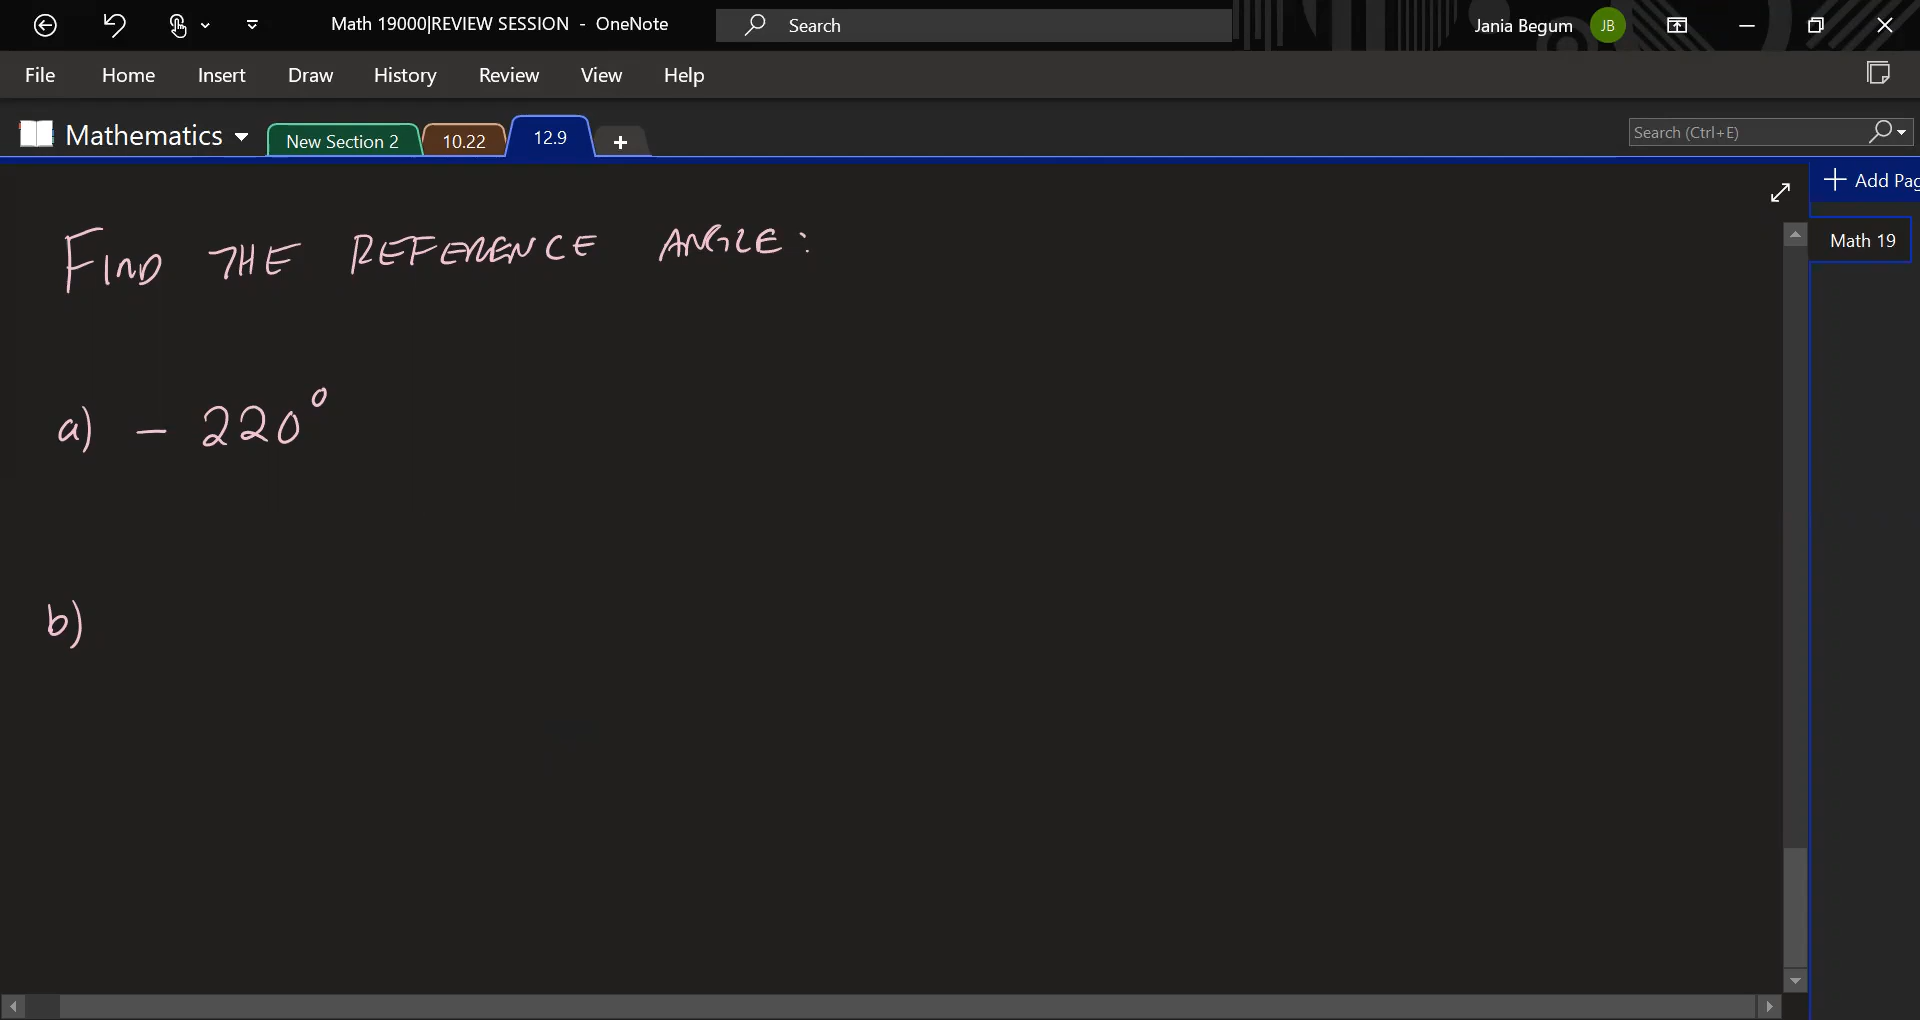 Math 19000|REVIEW SESSION - OneNote
Search
Jania Begum
JB
File Home Insert Draw History Review View Help
Mathematics
New Section 2
10.22
12.9
+
Search (Ctrl+E)
Add Pag
Math 19
FIND THE REFERENCE ANGLE:
a) - 220°
b)